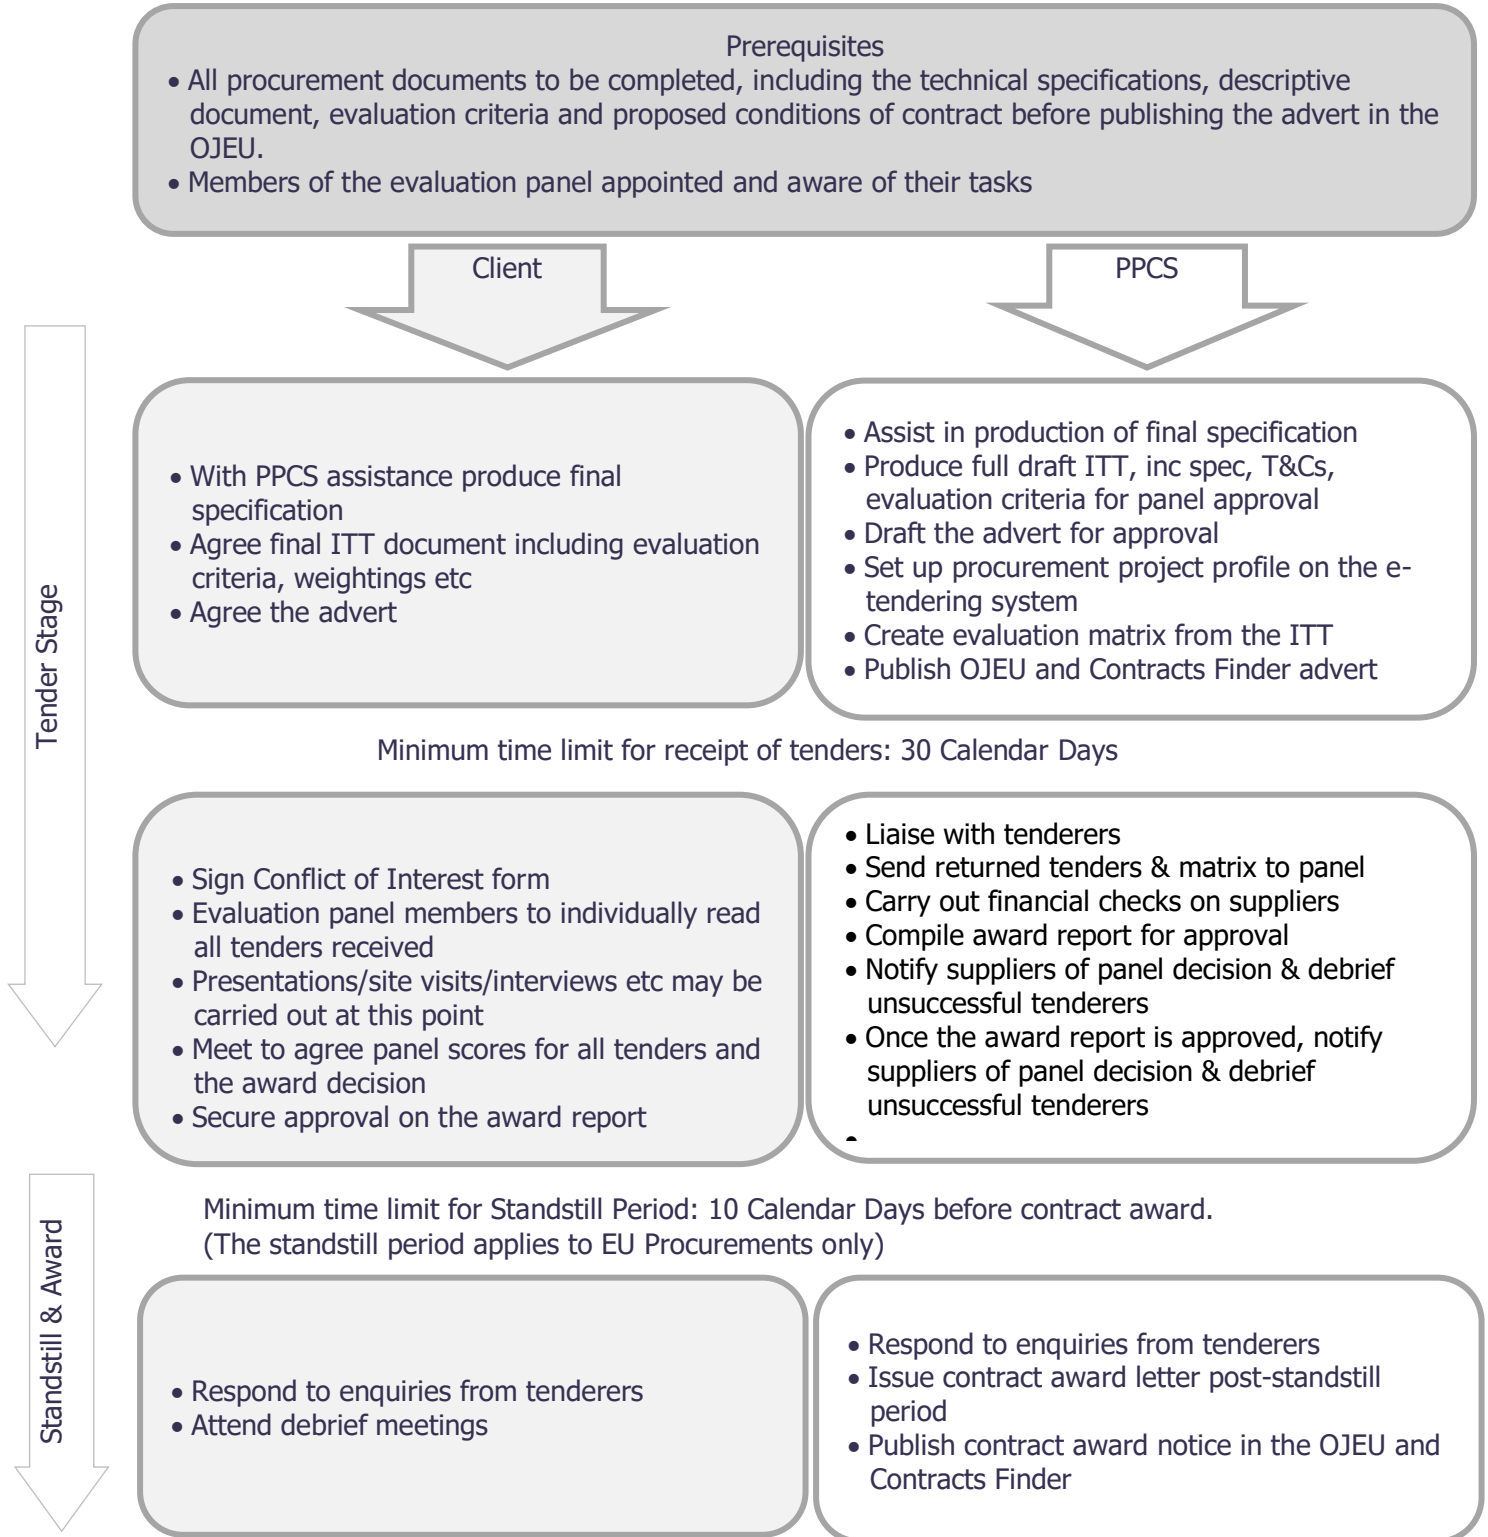 Prerequisites
• All procurement documents to be completed, including the technical specifications, descriptive
document, evaluation criteria and proposed conditions of contract before publishing the advert in the
OJEU.
• Members of the evaluation panel appointed and aware of their tasks
Client
PPCS
Tender Stage
• With PPCS assistance produce final
specification
• Agree final ITT document including evaluation
criteria, weightings etc
• Agree the advert
• Assist in production of final specification
• Produce full draft ITT, inc spec, T&Cs,
evaluation criteria for panel approval
• Draft the advert for approval
• Set up procurement project profile on the e-
tendering system
• Create evaluation matrix from the ITT
• Publish OJEU and Contracts Finder advert
Minimum time limit for receipt of tenders: 30 Calendar Days
• Sign Conflict of Interest form
• Evaluation panel members to individually read
all tenders received
• Presentations/site visits/interviews etc may be
carried out at this point
• Meet to agree panel scores for all tenders and
the award decision
• Secure approval on the award report
• Liaise with tenderers
• Send returned tenders & matrix to panel
• Carry out financial checks on suppliers
• Compile award report for approval
• Notify suppliers of panel decision & debrief
unsuccessful tenderers
• Once the award report is approved, notify
suppliers of panel decision & debrief
unsuccessful tenderers
•
Standstill & Award
Minimum time limit for Standstill Period: 10 Calendar Days before contract award.
(The standstill period applies to EU Procurements only)
• Respond to enquiries from tenderers
• Attend debrief meetings
• Respond to enquiries from tenderers
• Issue contract award letter post-standstill
period
• Publish contract award notice in the OJEU and
Contracts Finder